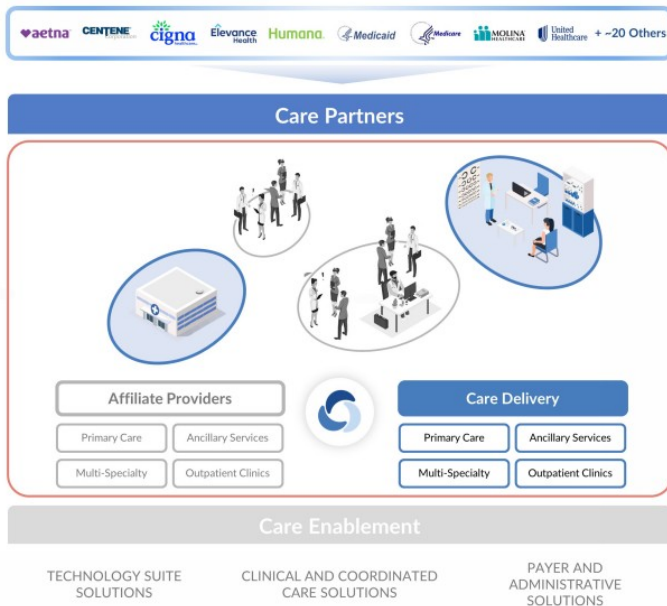 aetna CENTENE Corporation cigna healthcare Elevance Health Humana Medicaid Medicare MOLINA HEALTHCARE United Healthcare + ~20 Others
Care Partners
Affiliate Providers
Primary Care Ancillary Services
Multi-Specialty Outpatient Clinics
Care Delivery
Primary Care Ancillary Services
Multi-Specialty Outpatient Clinics
Care Enablement
TECHNOLOGY SUITE
SOLUTIONS
CLINICAL AND COORDINATED
CARE SOLUTIONS
PAYER AND
ADMINISTRATIVE
SOLUTIONS